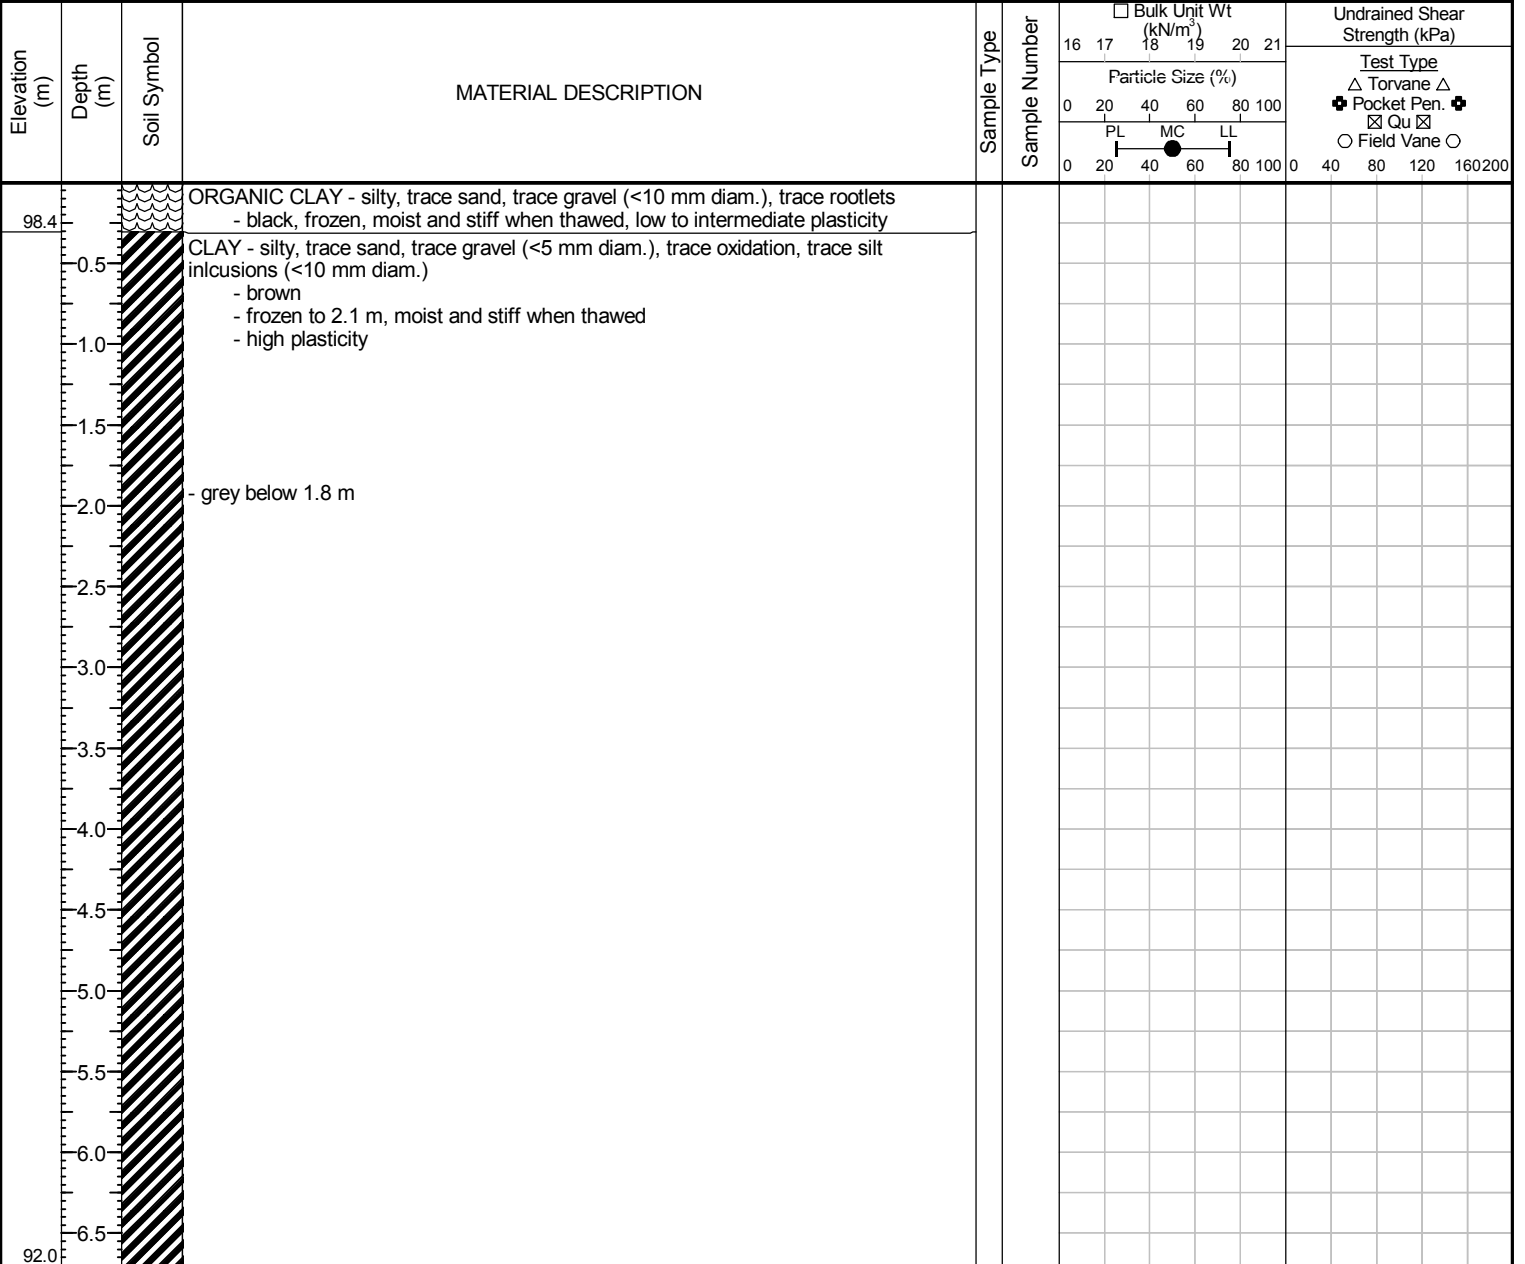 Elevation
(m)
Depth
(m)
Soil Symbol
MATERIAL DESCRIPTION
Sample Type
Sample Number
Bulk Unit Wt
(kN/m³)
16 17 18 19 20 21
Particle Size (%)
0 20 40 60 80 100
PL MC LL
0 20 40 60 80 100
Undrained Shear
Strength (kPa)
Test Type
△ Torvane △
Pocket Pen.
☒ Qu ☒
○ Field Vane ○
0 40 80 120 160 200
ORGANIC CLAY - silty, trace sand, trace gravel (<10 mm diam.), trace rootlets
- black, frozen, moist and stiff when thawed, low to intermediate plasticity
98.4
CLAY - silty, trace sand, trace gravel (<5 mm diam.), trace oxidation, trace silt
inlcusions (<10 mm diam.)
- brown
- frozen to 2.1 m, moist and stiff when thawed
- high plasticity
- grey below 1.8 m
0.5
1.0
1.5
2.0
2.5
3.0
3.5
4.0
4.5
5.0
5.5
6.0
6.5
92.0